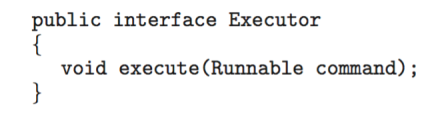 public interface Executor
{
void execute(Runnable command);
}